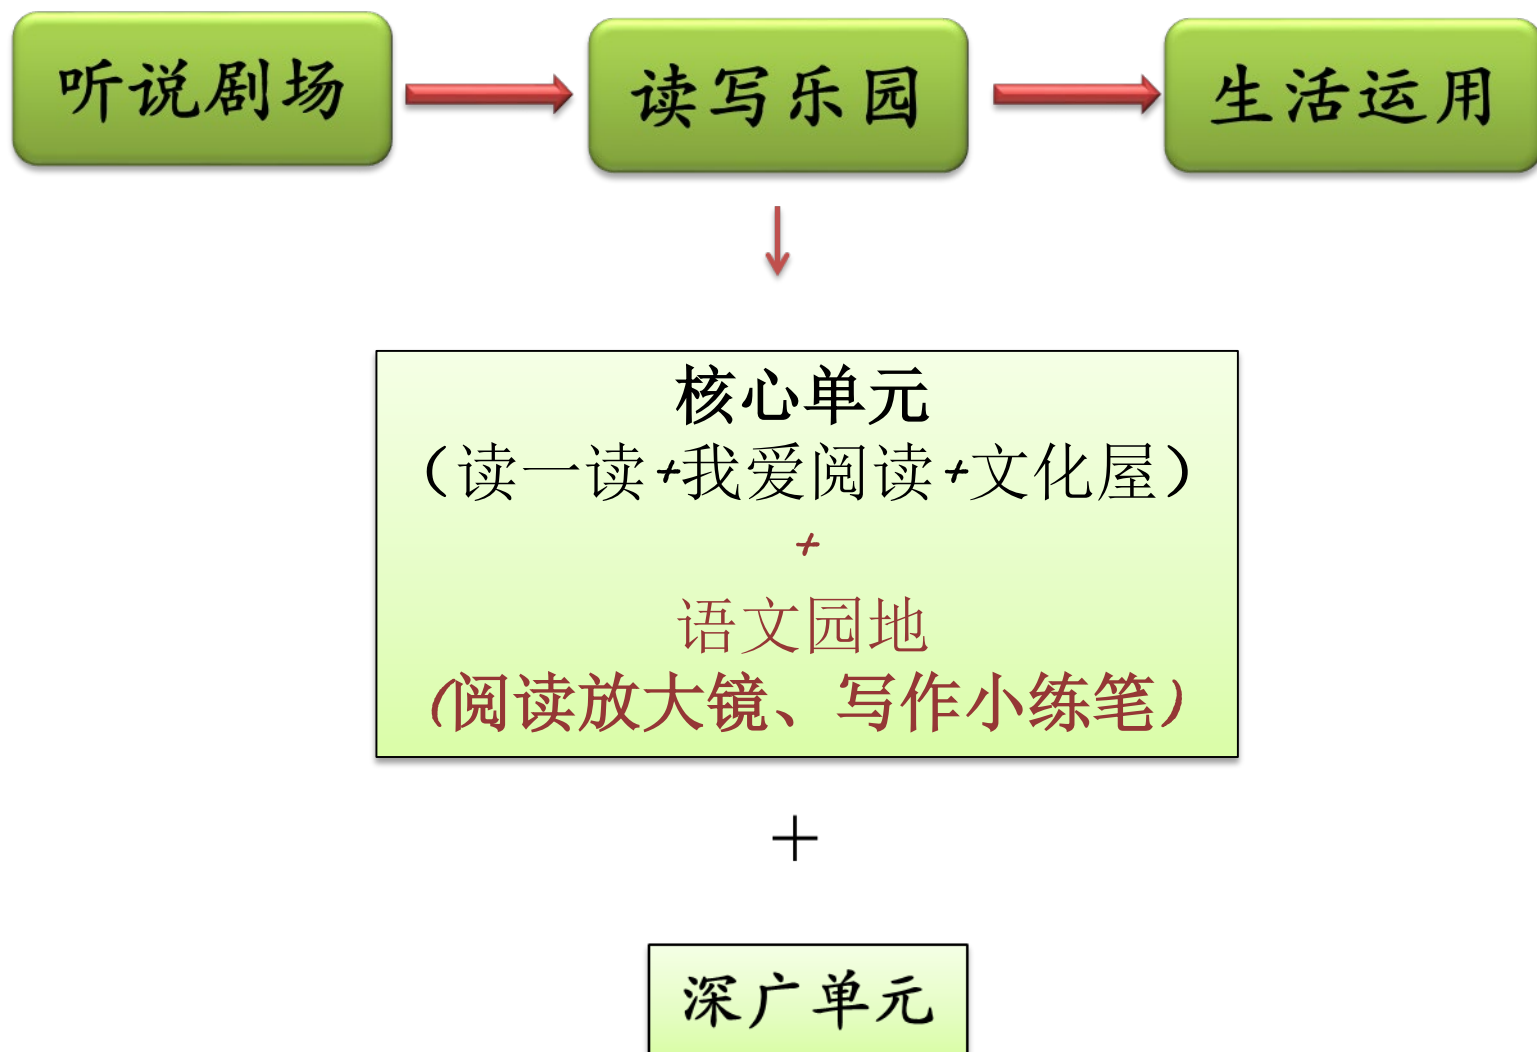 听说剧场
读写乐园
生活运用
核心单元
（读一读+我爱阅读+文化屋）
+
语文园地
(阅读放大镜、写作小练笔)
+
深广单元